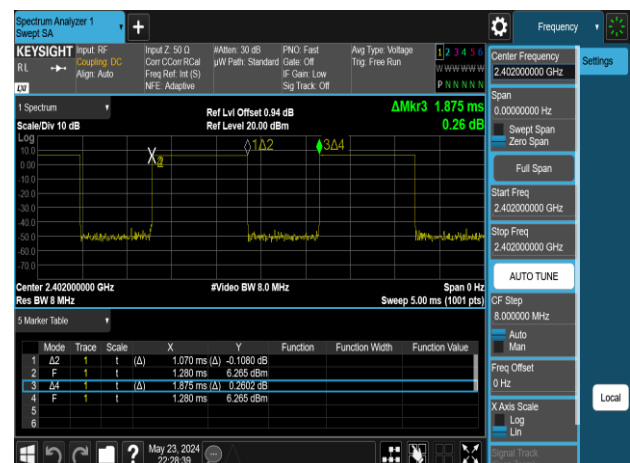 Spectrum Analyzer 1
Swept SA
+
Frequency
KEYSIGHT
RL
LXI
Input: RF
Coupling: DC
Align: Auto
Input Z: 50 Ω
Corr CCorr RCal
Freq Ref: Int (S)
NFE: Adaptive
#Atten: 30 dB
µW Path: Standard
PNO: Fast
Gate: Off
IF Gain: Low
Sig Track: Off
Avg Type: Voltage
Trig: Free Run
1 2 3 4 5 6
W W W W W W
P N N N N N
Center Frequency
2.402000000 GHz
Settings
Span
0.00000000 Hz
Swept Span
Zero Span
Full Span
Start Freq
2.402000000 GHz
Stop Freq
2.402000000 GHz
AUTO TUNE
CF Step
8.000000 MHz
Auto
Man
Freq Offset
0 Hz
X Axis Scale
Log
Lin
Signal Track
Local
1 Spectrum
Scale/Div 10 dB
Ref Lvl Offset 0.94 dB
Ref Level 20.00 dBm
ΔMkr3 1.875 ms
0.26 dB
Log
10.0
0.00
-10.0
-20.0
-30.0
-40.0
-50.0
-60.0
-70.0
1Δ2
3Δ4
Center 2.402000000 GHz
Res BW 8 MHz
#Video BW 8.0 MHz
Span 0 Hz
Sweep 5.00 ms (1001 pts)
5 Marker Table
Mode Trace Scale X Y Function Function Width Function Value
1 Δ2 1 t (Δ) 1.070 ms (Δ) -0.1080 dB
2 F 1 t 1.280 ms 6.265 dBm
3 Δ4 1 t (Δ) 1.875 ms (Δ) 0.2602 dB
4 F 1 t 1.280 ms 6.265 dBm
5
6
?
May 23, 2024
22:28:39